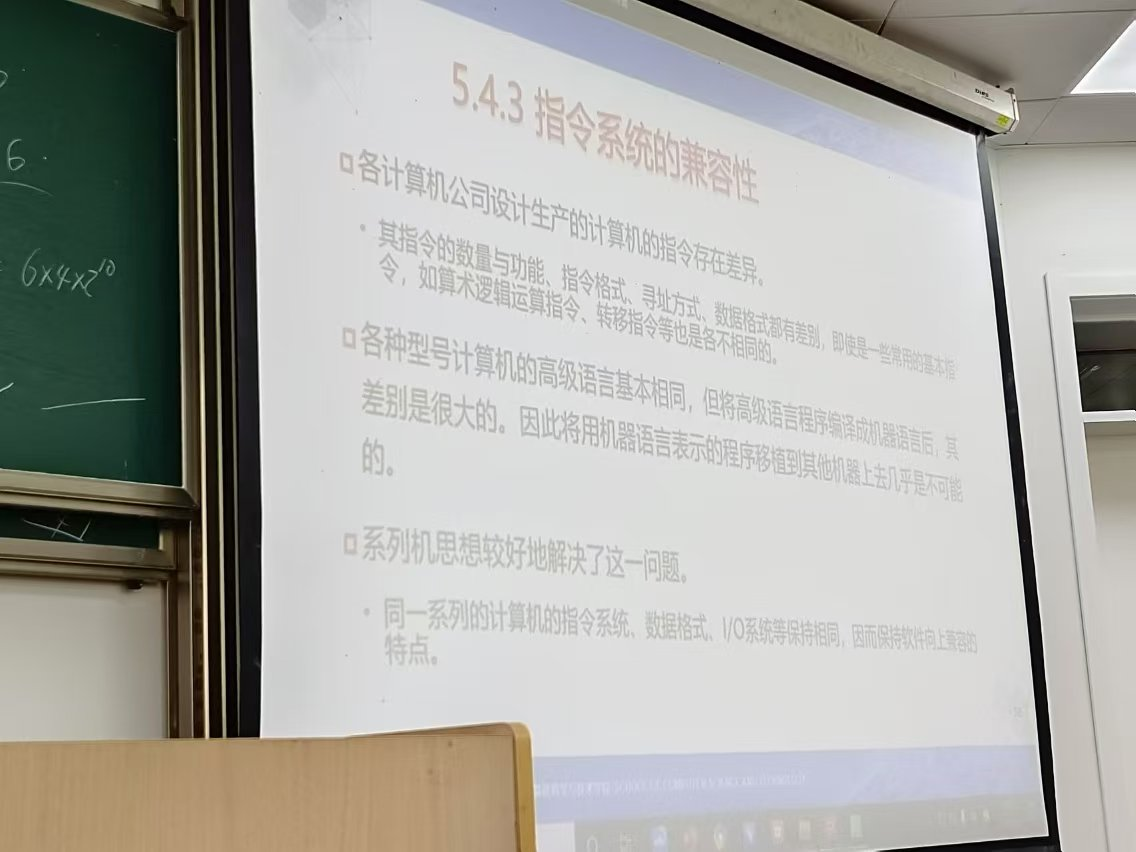 6.
6×4×2^10
DIES
5.4.3 指令系统的兼容性
各计算机公司设计生产的计算机的指令存在差异。
• 其指令的数量与功能、指令格式、寻址方式、数据格式都有差别，即使是一些常用的基本指
令，如算术逻辑运算指令、转移指令等也是各不相同的。
各种型号计算机的高级语言基本相同，但将高级语言程序编译成机器语言后，其
差别是很大的。因此将用机器语言表示的程序移植到其他机器上去几乎是不可能
的。
系列机思想较好地解决了这一问题。
• 同一系列的计算机的指令系统、数据格式、I/O系统等保持相同，因而保持软件向上兼容的
特点。